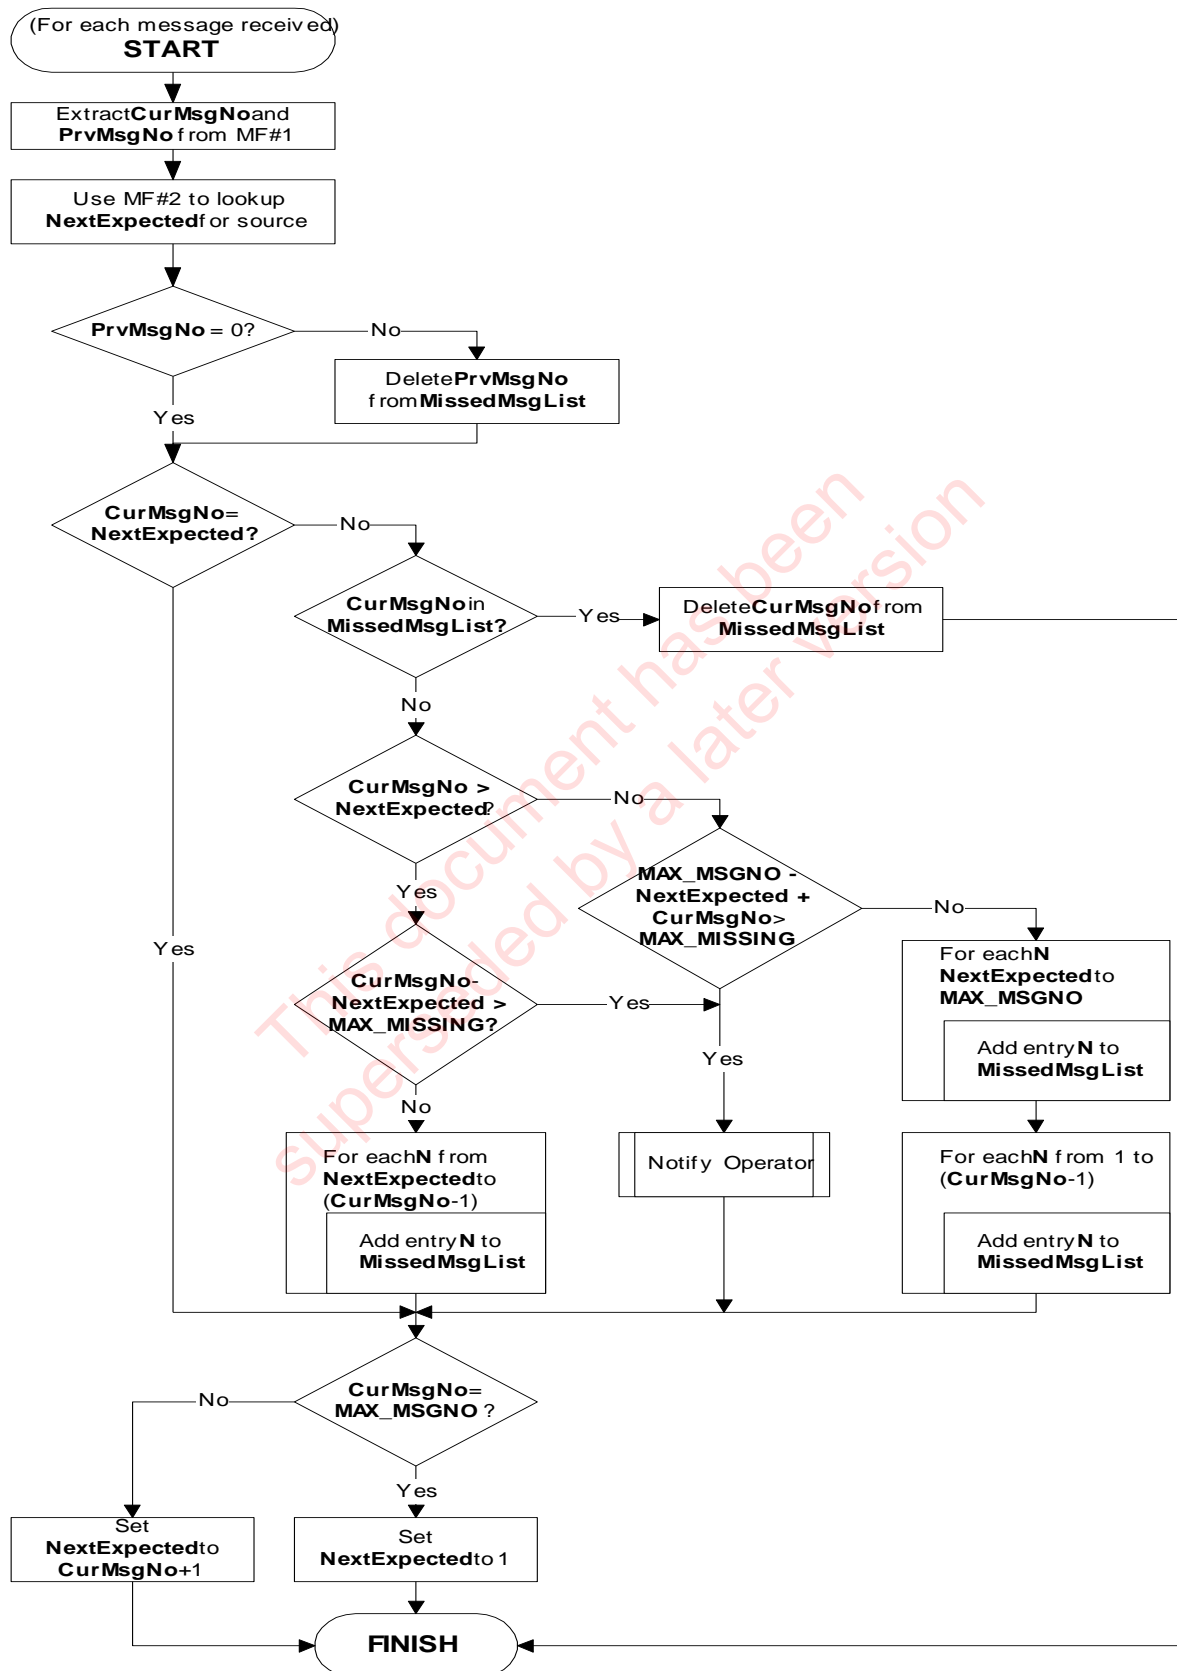 (For each message received)
START
Extract CurMsgNo and
PrvMsgNo from MF#1
Use MF#2 to lookup
NextExpected for source
PrvMsgNo = 0?
No
Delete PrvMsgNo
from MissedMsgList
Yes
CurMsgNo =
NextExpected?
No
CurMsgNo in
MissedMsgList?
Yes
Delete CurMsgNo from
MissedMsgList
No
CurMsgNo >
NextExpected?
No
MAX_MSGNO -
NextExpected +
CurMsgNo >
MAX_MISSING
No
Yes
Yes
CurMsgNo-
NextExpected >
MAX_MISSING?
Yes
Yes
For each N
NextExpected to
MAX_MSGNO
Add entry N to
MissedMsgList
No
For each N from
NextExpected to
(CurMsgNo-1)
Add entry N to
MissedMsgList
Notify Operator
For each N from 1 to
(CurMsgNo-1)
Add entry N to
MissedMsgList
CurMsgNo=
MAX_MSGNO ?
No
Yes
Set
NextExpected to
CurMsgNo+1
Set
NextExpected to 1
FINISH
This document has been
superseded by a later version